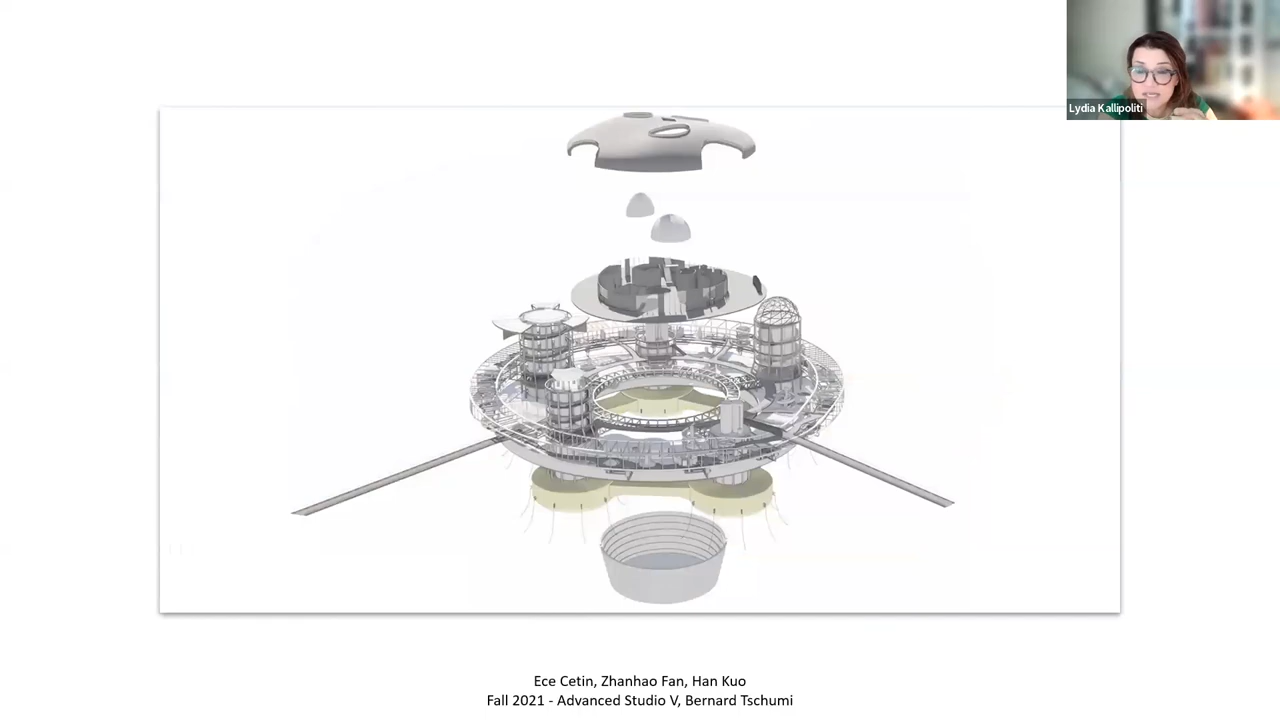 Lydia Kallipoliti
Ece Cetin, Zhanhao Fan, Han Kuo
Fall 2021 - Advanced Studio V, Bernard Tschumi